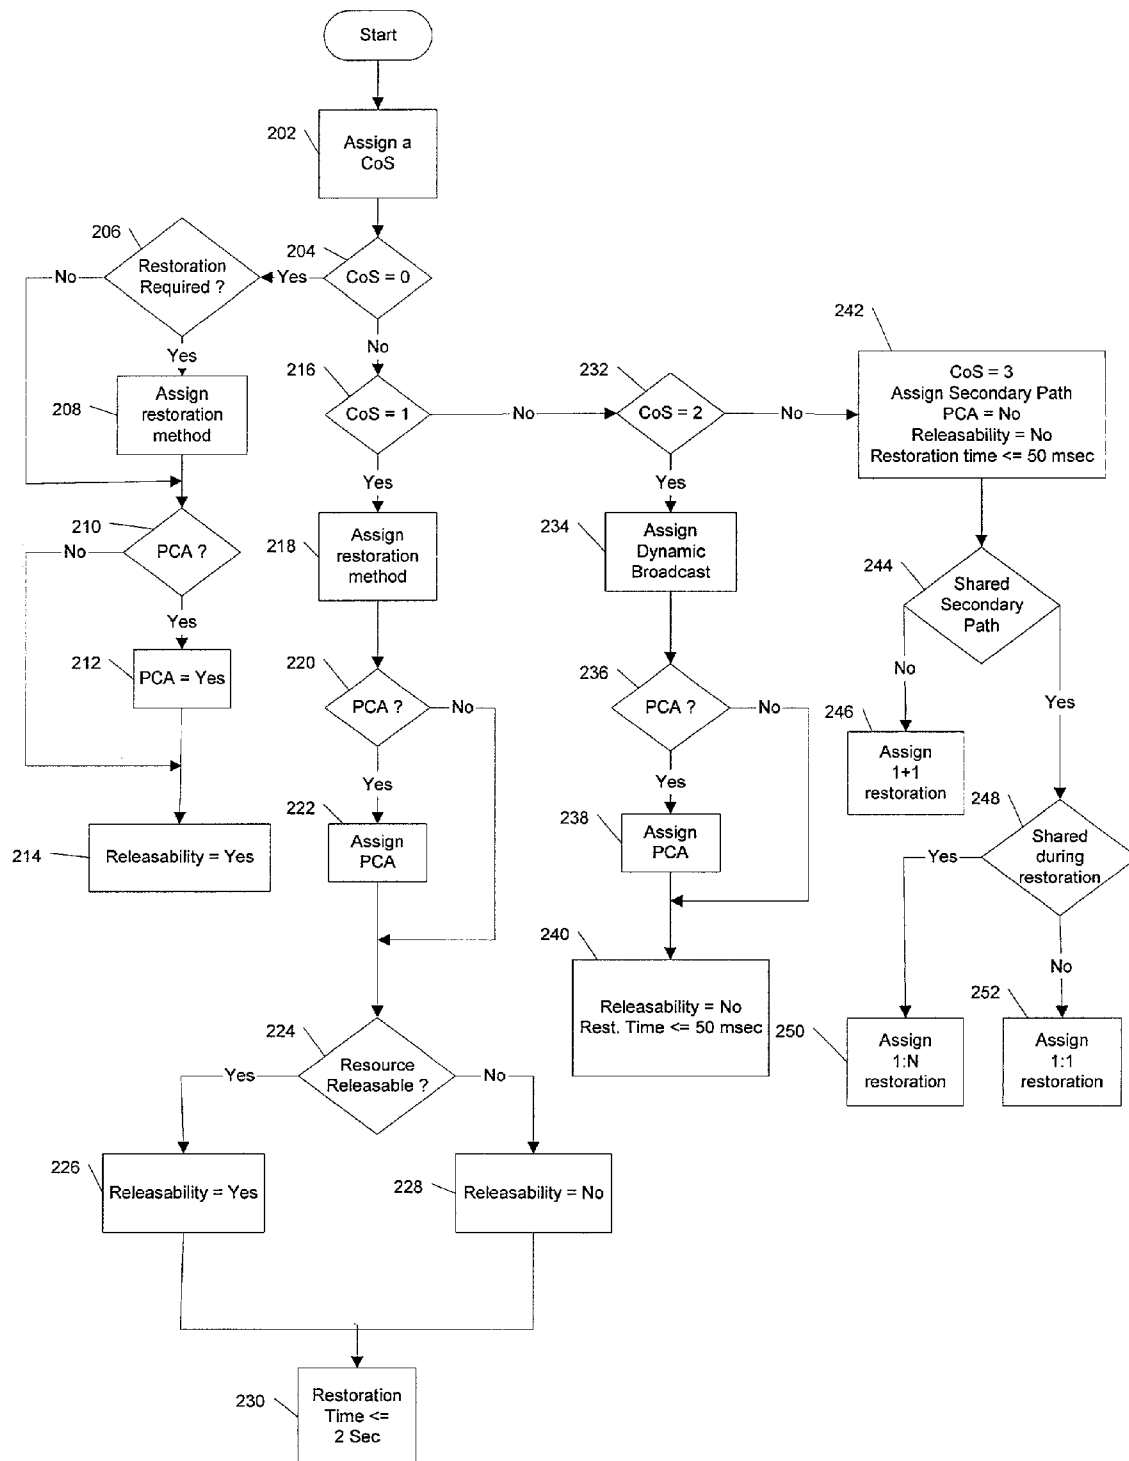 Start
202
Assign a
CoS
206
Restoration
Required ?
204
CoS = 0
Yes
No
Yes
No
208
Assign
restoration
method
216
CoS = 1
No
232
CoS = 2
No
242
CoS = 3
Assign Secondary Path
PCA = No
Releasability = No
Restoration time <= 50 msec
210
PCA ?
No
Yes
212
PCA = Yes
214
Releasability = Yes
Yes
218
Assign
restoration
method
220
PCA ?
No
Yes
222
Assign
PCA
224
Resource
Releasable ?
Yes
No
226
Releasability = Yes
228
Releasability = No
230
Restoration
Time <=
2 Sec
Yes
234
Assign
Dynamic
Broadcast
236
PCA ?
No
Yes
238
Assign
PCA
240
Releasability = No
Rest. Time <= 50 msec
244
Shared
Secondary
Path
No
Yes
246
Assign
1+1
restoration
248
Shared
during
restoration
Yes
No
250
Assign
1:N
restoration
252
Assign
1:1
restoration